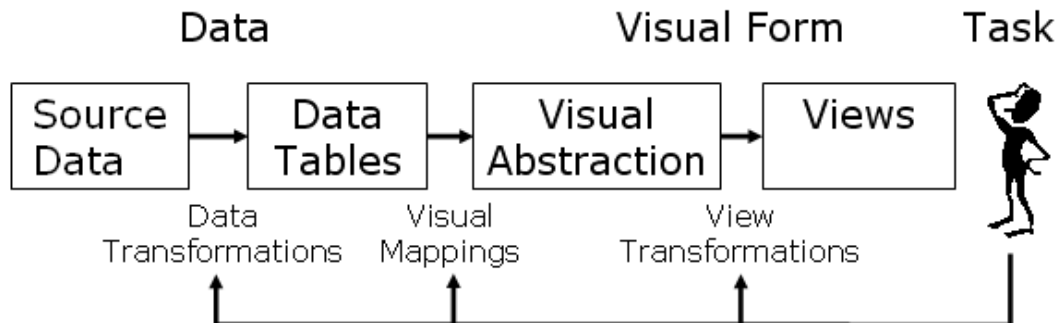 Data
Visual Form
Task
Source
Data
Data
Tables
Visual
Abstraction
Views
Data
Transformations
Visual
Mappings
View
Transformations